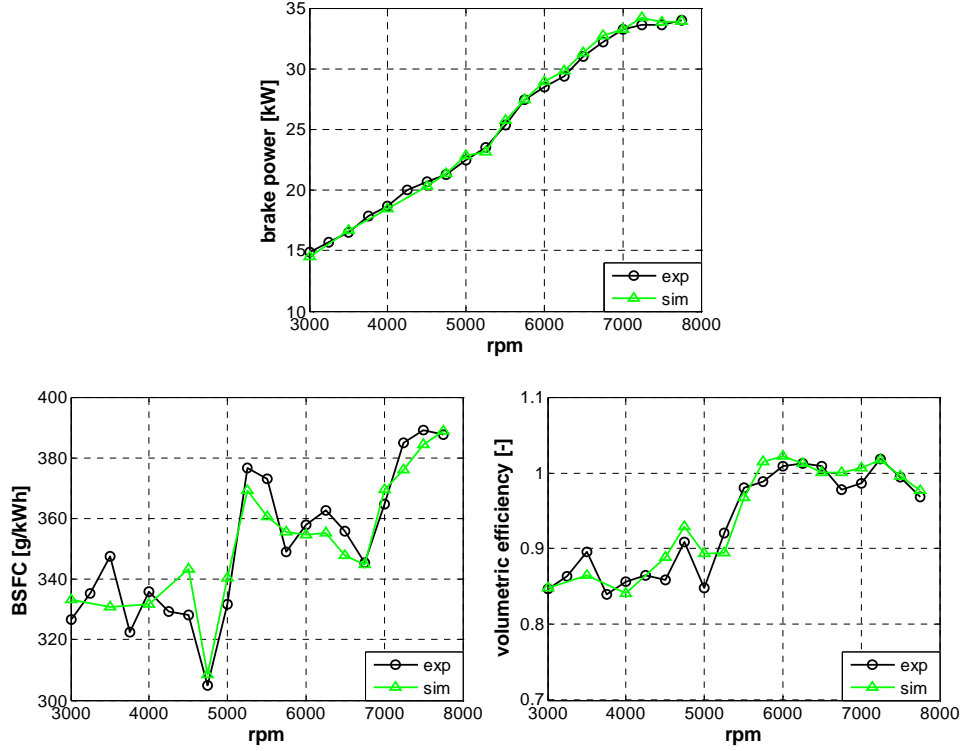 35
30
25
20
15
10
brake power [kW]
3000 4000 5000 6000 7000 8000
rpm
exp
sim
400
380
360
340
320
300
BSFC [g/kWh]
3000 4000 5000 6000 7000 8000
rpm
exp
sim
1.1
1
0.9
0.8
0.7
volumetric efficiency [-]
3000 4000 5000 6000 7000 8000
rpm
exp
sim